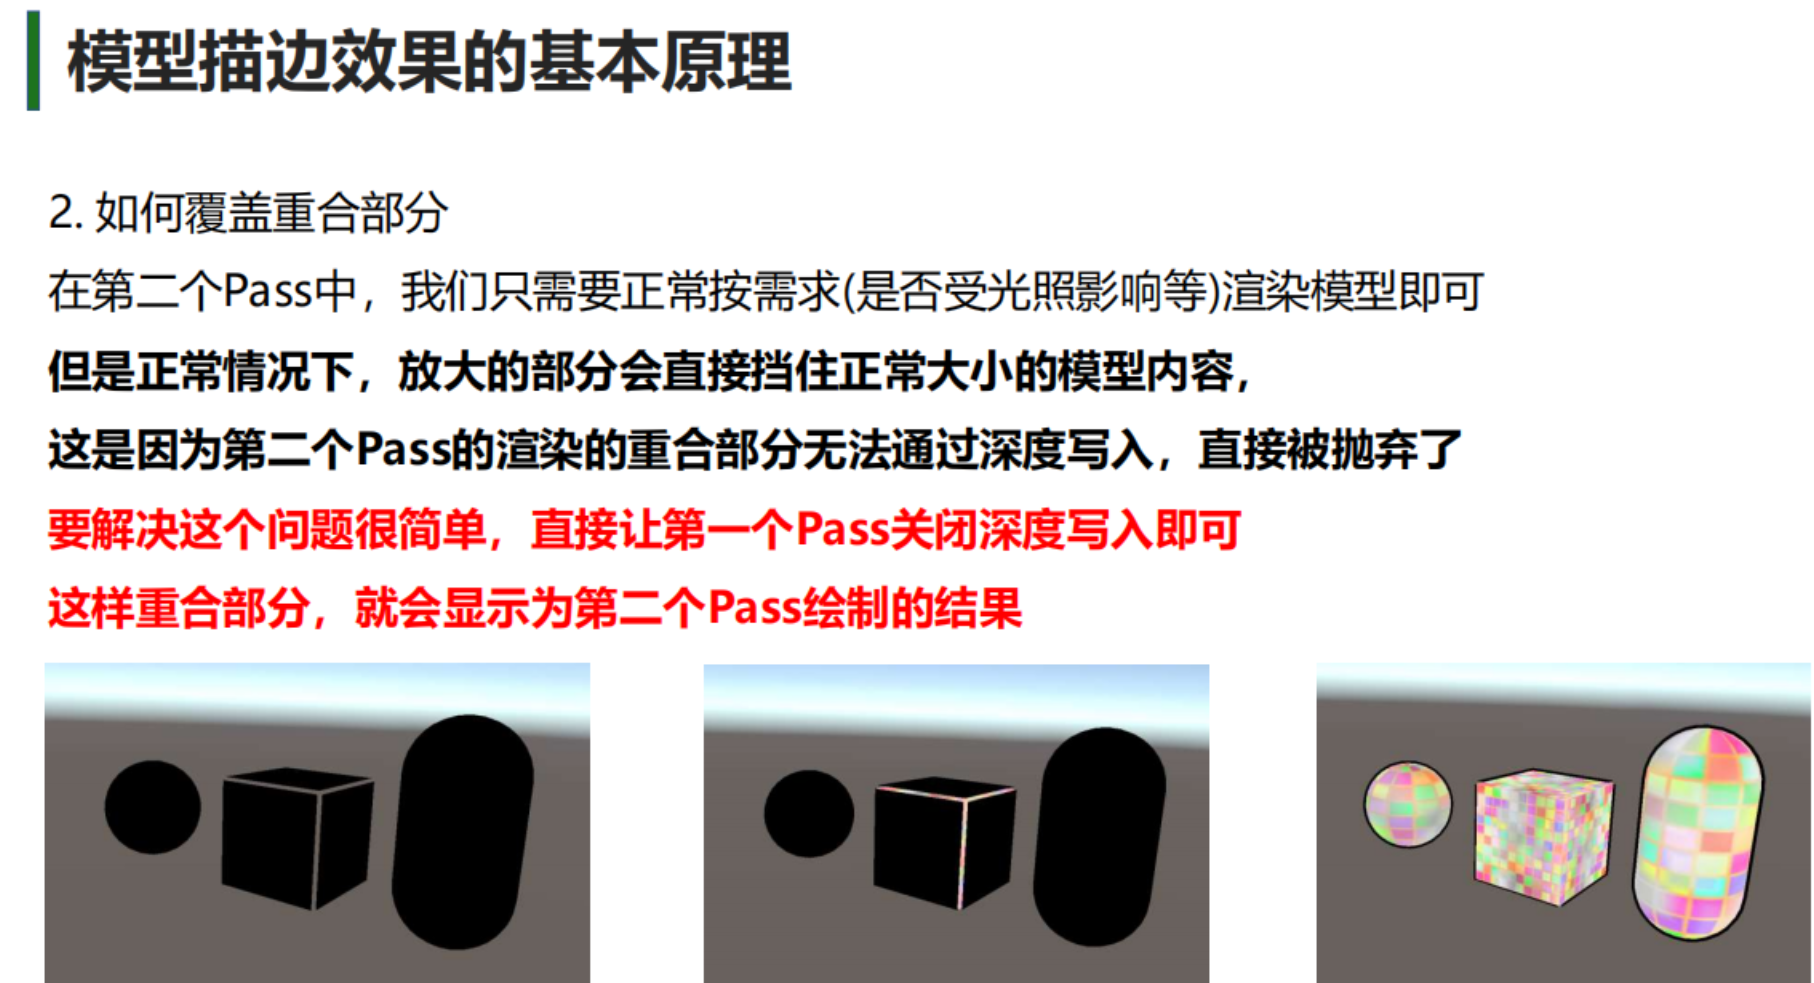 模型描边效果的基本原理
2. 如何覆盖重合部分
在第二个Pass中，我们只需要正常按需求(是否受光照影响等)渲染模型即可
但是正常情况下，放大的部分会直接挡住正常大小的模型内容，
这是因为第二个Pass的渲染的重合部分无法通过深度写入，直接被抛弃了
要解决这个问题很简单，直接让第一个Pass关闭深度写入即可
这样重合部分，就会显示为第二个Pass绘制的结果